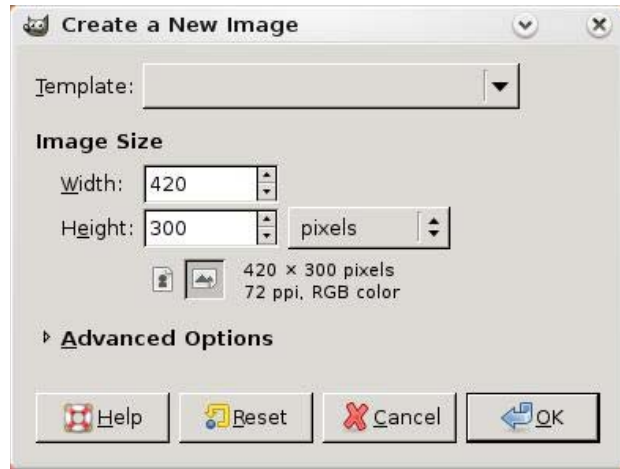 Create a New Image
Template:
Image Size
Width: 420
Height: 300 pixels
420 × 300 pixels
72 ppi, RGB color
Advanced Options
Help Reset Cancel OK